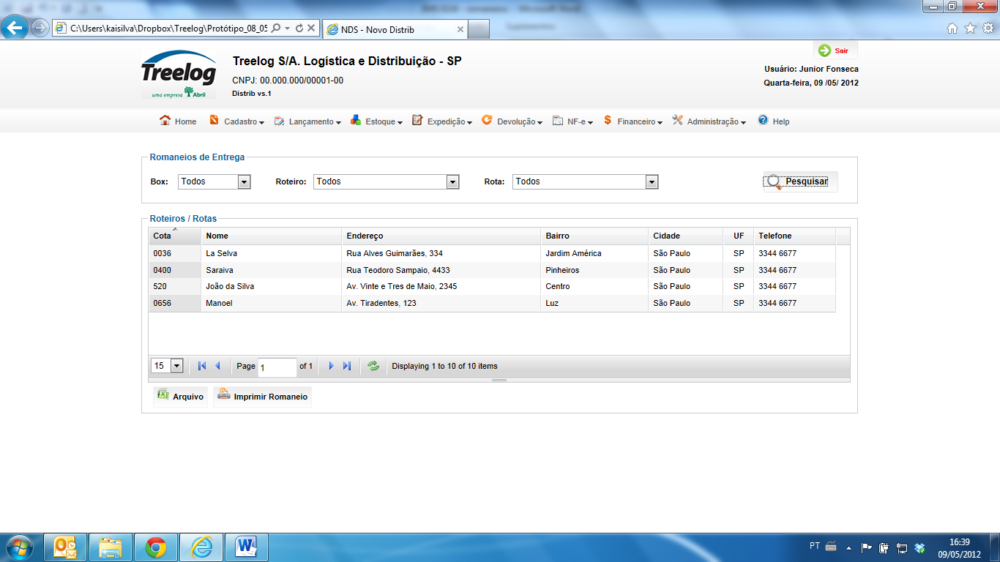 C:\Users\kaisilva\Dropbox\Treelog\Protótipo_08_05
NDS - Novo Distrib
Treelog
uma empresa Abril
Treelog S/A. Logística e Distribuição - SP
CNPJ: 00.000.000/00001-00
Distrib vs.1
Sair
Usuário: Junior Fonseca
Quarta-feira, 09 /05/ 2012
Home Cadastro Lançamento Estoque Expedição Devolução NF-e Financeiro Administração Help
Romaneios de Entrega
Box: Todos Roteiro: Todos Rota: Todos Pesquisar
Roteiros / Rotas
Cota Nome Endereço Bairro Cidade UF Telefone
0036 La Selva Rua Alves Guimarães, 334 Jardim América São Paulo SP 3344 6677
0400 Saraiva Rua Teodoro Sampaio, 4433 Pinheiros São Paulo SP 3344 6677
520 João da Silva Av. Vinte e Tres de Maio, 2345 Centro São Paulo SP 3344 6677
0656 Manoel Av. Tiradentes, 123 Luz São Paulo SP 3344 6677
15 Page 1 of 1 Displaying 1 to 10 of 10 items
Arquivo Imprimir Romaneio
PT 16:39
09/05/2012